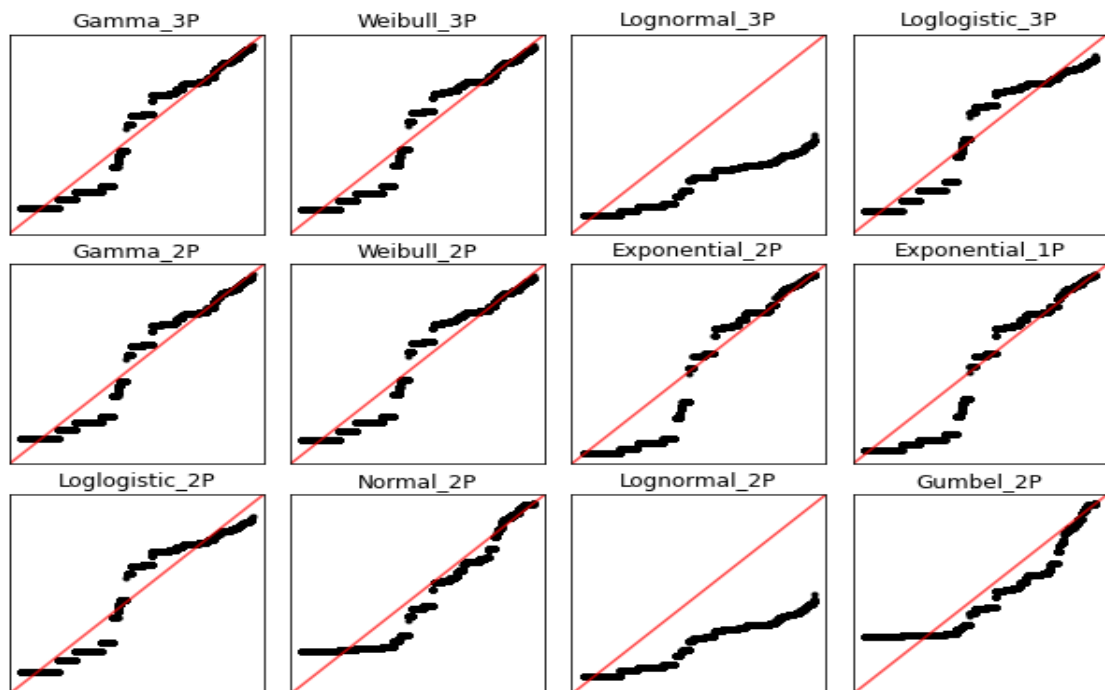 Gamma_3P Weibull_3P Lognormal_3P Loglogistic_3P
Gamma_2P Weibull_2P Exponential_2P Exponential_1P
Loglogistic_2P Normal_2P Lognormal_2P Gumbel_2P